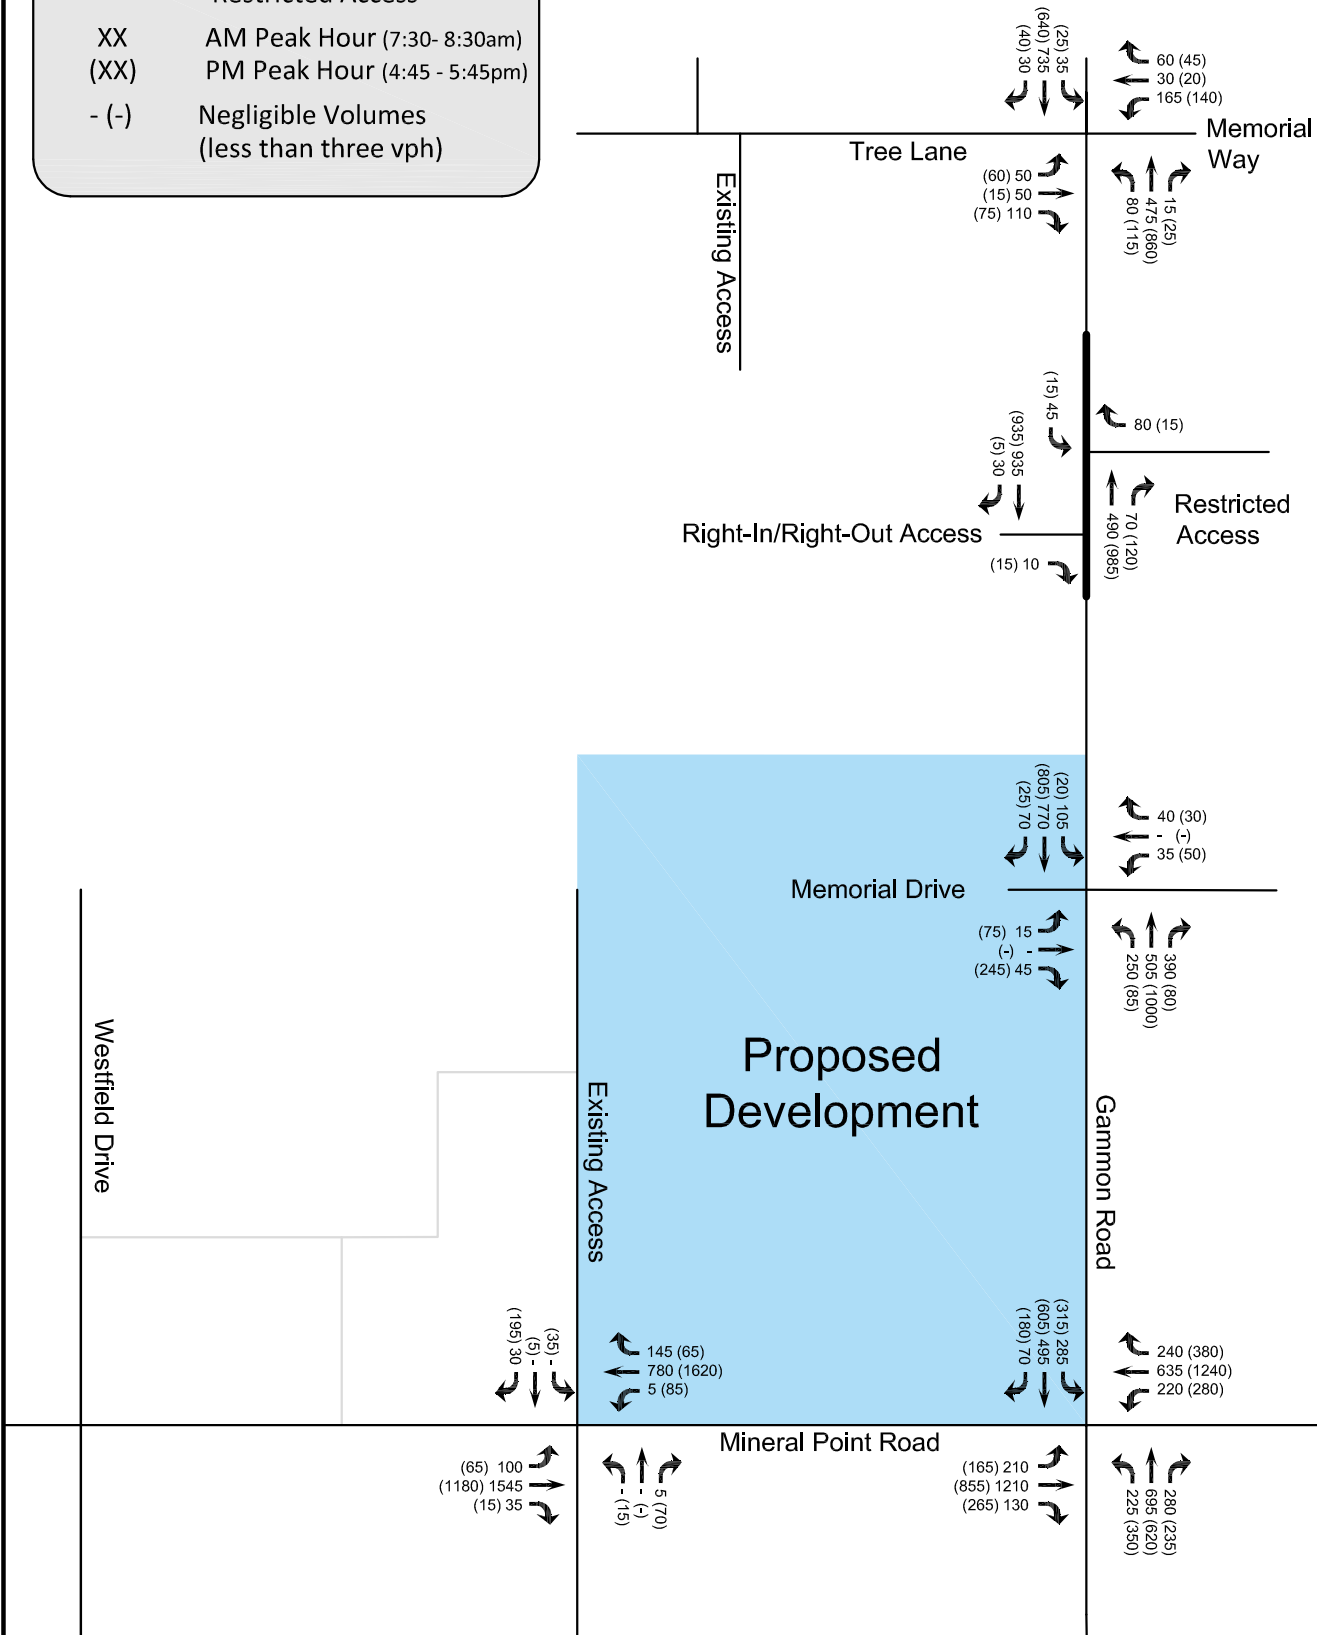 Restricted Access
XX AM Peak Hour (7:30- 8:30am)
(XX) PM Peak Hour (4:45 - 5:45pm)
- (-) Negligible Volumes
(less than three vph)
(40) 30
(640) 735
(25) 35
60 (45)
30 (20)
165 (140)
Memorial
Way
Tree Lane
(60) 50
(15) 50
(75) 110
80 (115)
475 (860)
15 (25)
Existing Access
(15) 45
80 (15)
(5) 30
(935) 935
Restricted
Access
70 (120)
490 (985)
Right-In/Right-Out Access
(15) 10
(25) 70
(805) 770
(20) 105
40 (30)
- (-)
35 (50)
Memorial Drive
(75) 15
(-) -
(245) 45
250 (85)
505 (1000)
390 (80)
Westfield Drive
Proposed
Development
Existing Access
Gammon Road
(195) 30
(5) -
(35) -
145 (65)
780 (1620)
5 (85)
(180) 70
(605) 495
(315) 285
240 (380)
635 (1240)
220 (280)
Mineral Point Road
(65) 100
(1180) 1545
(15) 35
- (15)
- (-)
5 (70)
(165) 210
(855) 1210
(265) 130
225 (350)
695 (620)
280 (235)